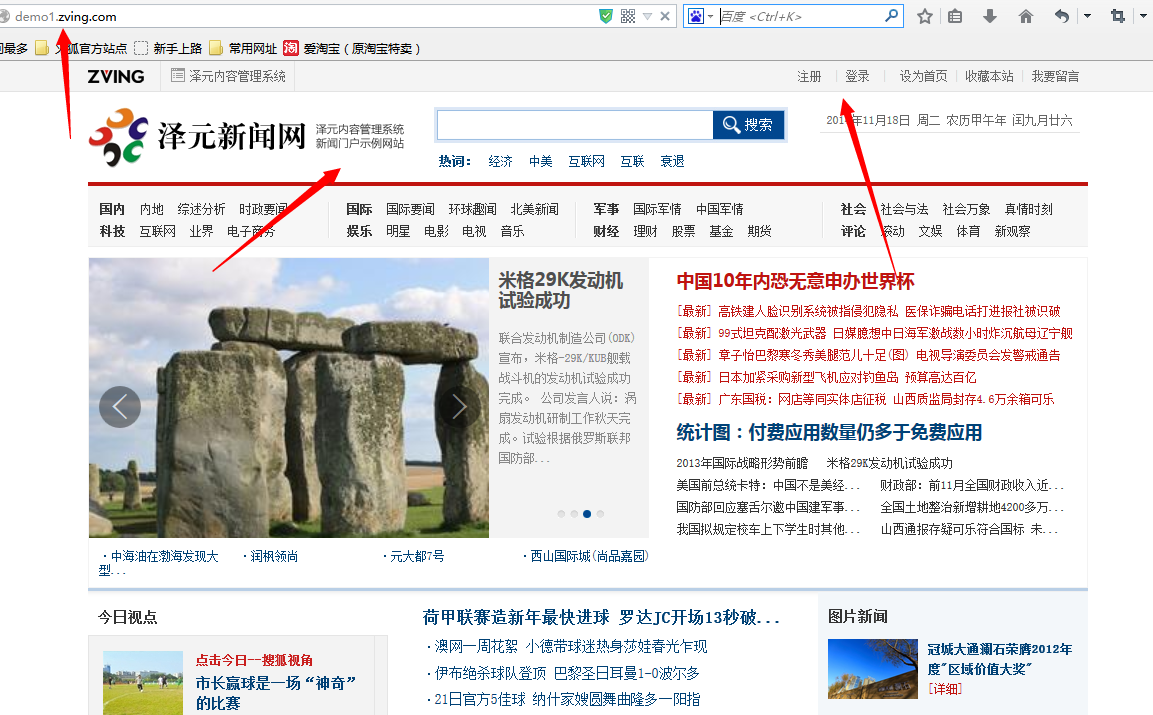 demo1.zving.com
百度 <Ctrl+K>
问最多 火狐官方站点 新手上路 常用网址 淘 爱淘宝（原淘宝特卖）
ZVING 泽元内容管理系统 注册 登录 设为首页 收藏本站 我要留言
泽元新闻网
泽元内容管理系统
新闻门户示例网站
搜索
2014年11月18日 周二 农历甲午年 闰九月廿六
热词： 经济 中美 互联网 互联 衰退
国内 内地 综述分析 时政要闻 国际 国际要闻 环球趣闻 北美新闻 军事 国际军情 中国军情 社会 社会与法 社会万象 真情时刻
科技 互联网 业界 电子商务 娱乐 明星 电影 电视 音乐 财经 理财 股票 基金 期货 评论 滚动 文娱 体育 新观察
米格29K发动机
试验成功
联合发动机制造公司(ODK)
宣布，米格-29K/KUB舰载
战斗机的发动机试验成功
完成。 公司发言人说：涡
扇发动机研制工作秋天完
成。试验根据俄罗斯联邦
国防部...
·中海油在渤海发现大
型...
·润枫领尚
·元大都7号
·西山国际城(尚品嘉园)
中国10年内恐无意申办世界杯
[最新] 高铁建人脸识别系统被指侵犯隐私 医保诈骗电话打进报社被识破
[最新] 99式坦克配激光武器 日媒臆想中日海军激战数小时炸沉航母辽宁舰
[最新] 章子怡巴黎寒冬秀美腿范儿十足(图) 电视导演委员会发警戒通告
[最新] 日本加紧采购新型飞机应对钓鱼岛 预算高达百亿
[最新] 广东国税：网店等同实体店征税 山西质监局封存4.6万余箱可乐
统计图：付费应用数量仍多于免费应用
2013年国际战略形势前瞻 米格29K发动机试验成功
美国前总统卡特：中国不是美经... 财政部：前11月全国财政收入近...
国防部回应塞舌尔邀中国建军事... 全国土地整治新增耕地4200多万...
我国拟规定校车上下学生时其他... 山西通报存疑可乐符合国标 未...
今日视点
点击今日--搜狐视角
市长赢球是一场“神奇”
的比赛
荷甲联赛造新年最快进球 罗达JC开场13秒破...
·澳网一周花絮 小德带球迷热身莎娃春光乍现
·伊布绝杀球队登顶 巴黎圣日耳曼1-0波尔多
·21日官方5佳球 纳什家嫂圆舞曲隆多一阳指
图片新闻
冠城大通澜石荣膺2012年
度"区域价值大奖"
[详细]